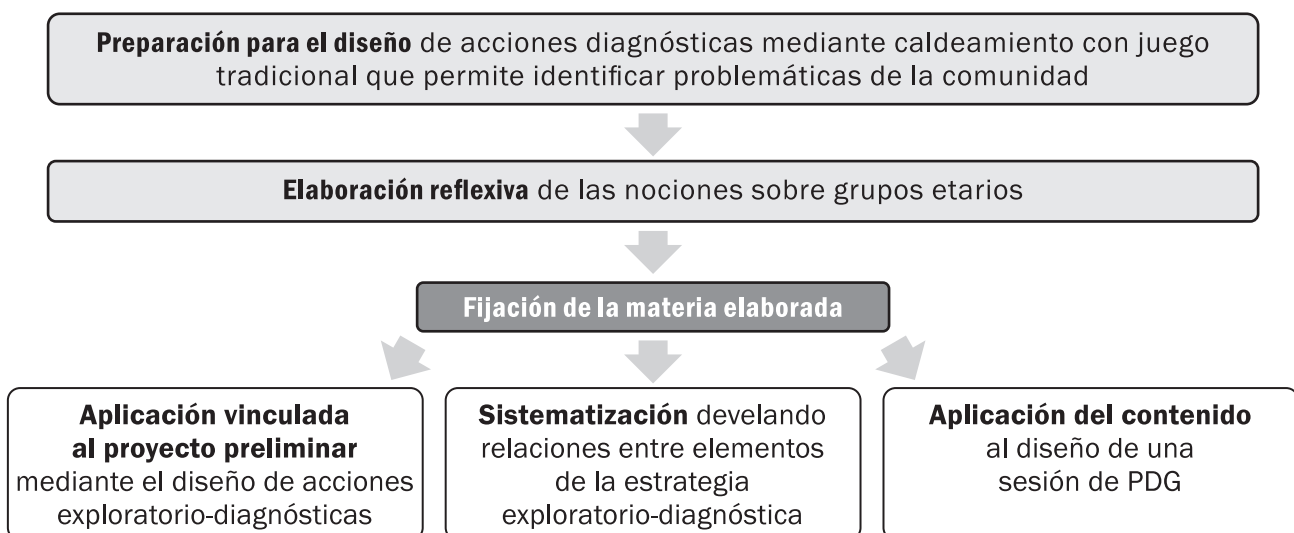 Preparación para el diseño de acciones diagnósticas mediante caldeamiento con juego
tradicional que permite identificar problemáticas de la comunidad
Elaboración reflexiva de las nociones sobre grupos etarios
Fijación de la materia elaborada
Aplicación vinculada
al proyecto preliminar
mediante el diseño de acciones
exploratorio-diagnósticas
Sistematización develando
relaciones entre elementos
de la estrategia
exploratorio-diagnóstica
Aplicación del contenido
al diseño de una
sesión de PDG